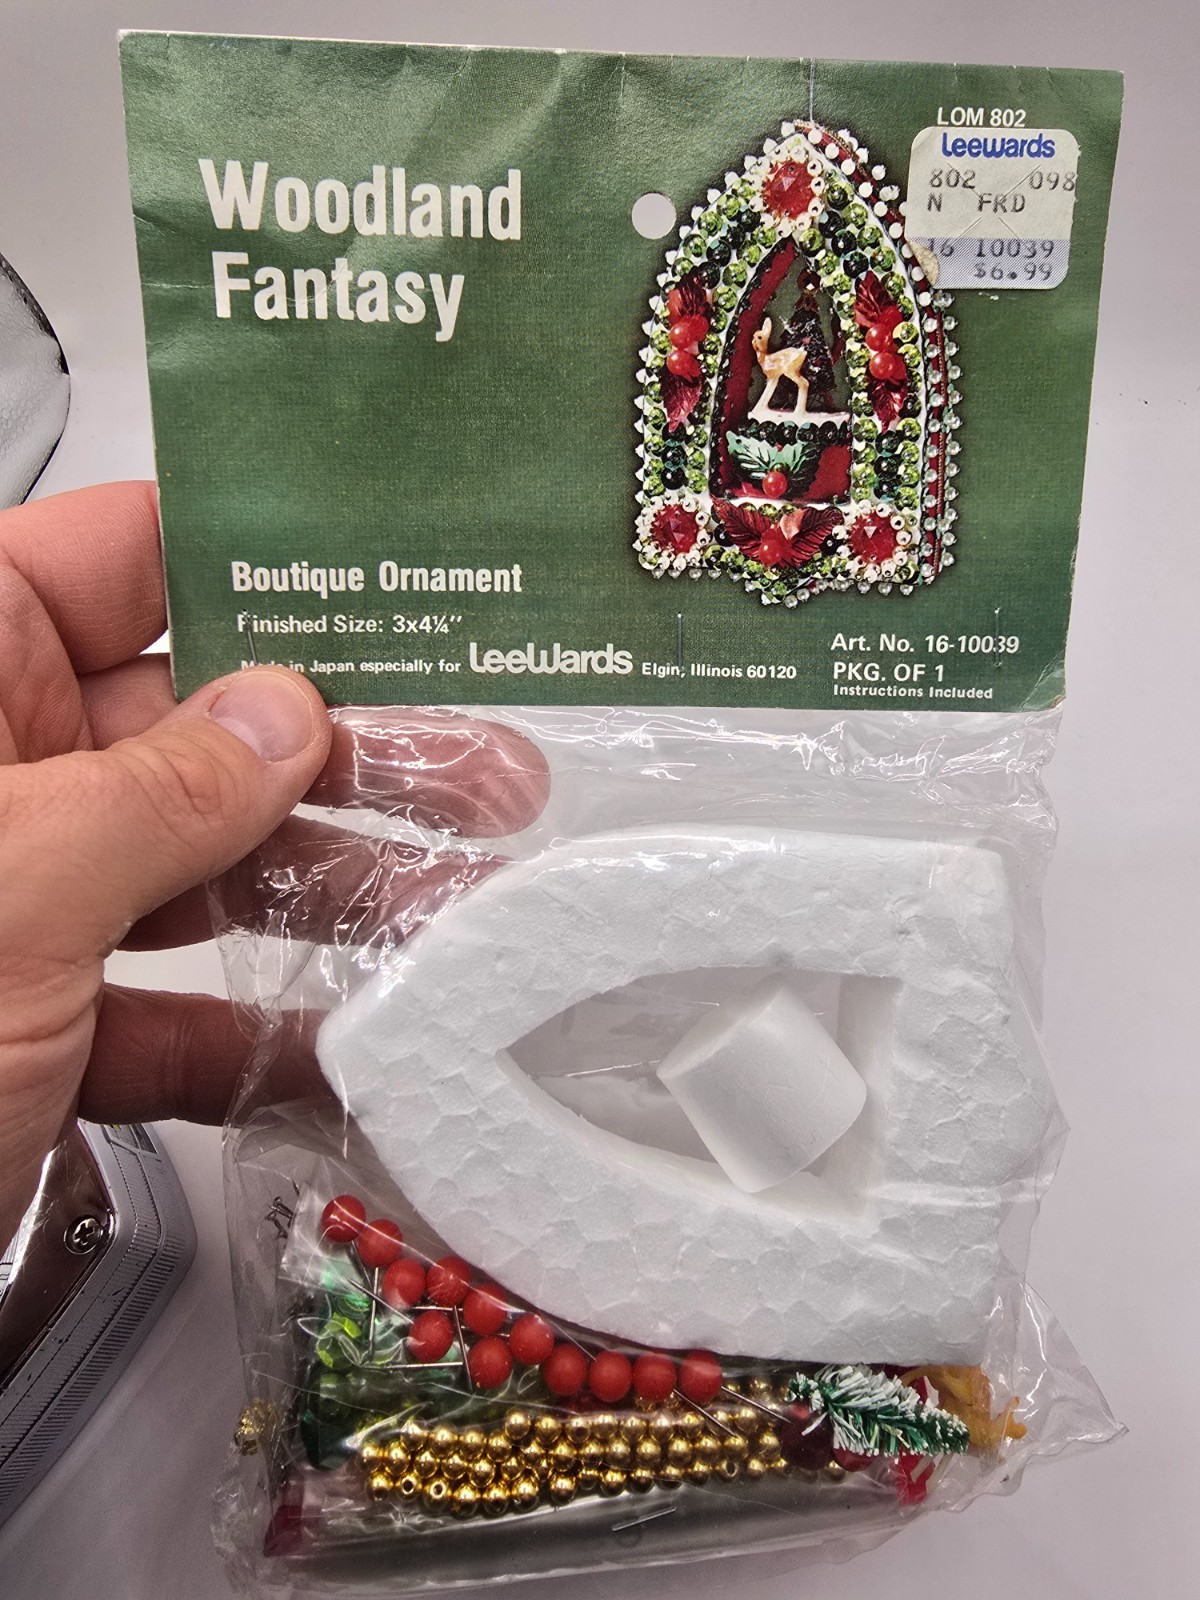 Woodland
Fantasy
LOM 802
Leewards
802 098
N FRD
16 10039
$6.99
Boutique Ornament
Finished Size: 3x4¼"
Made in Japan especially for LeeWards Elgin, Illinois 60120
Art. No. 16-10039
PKG. OF 1
Instructions Included